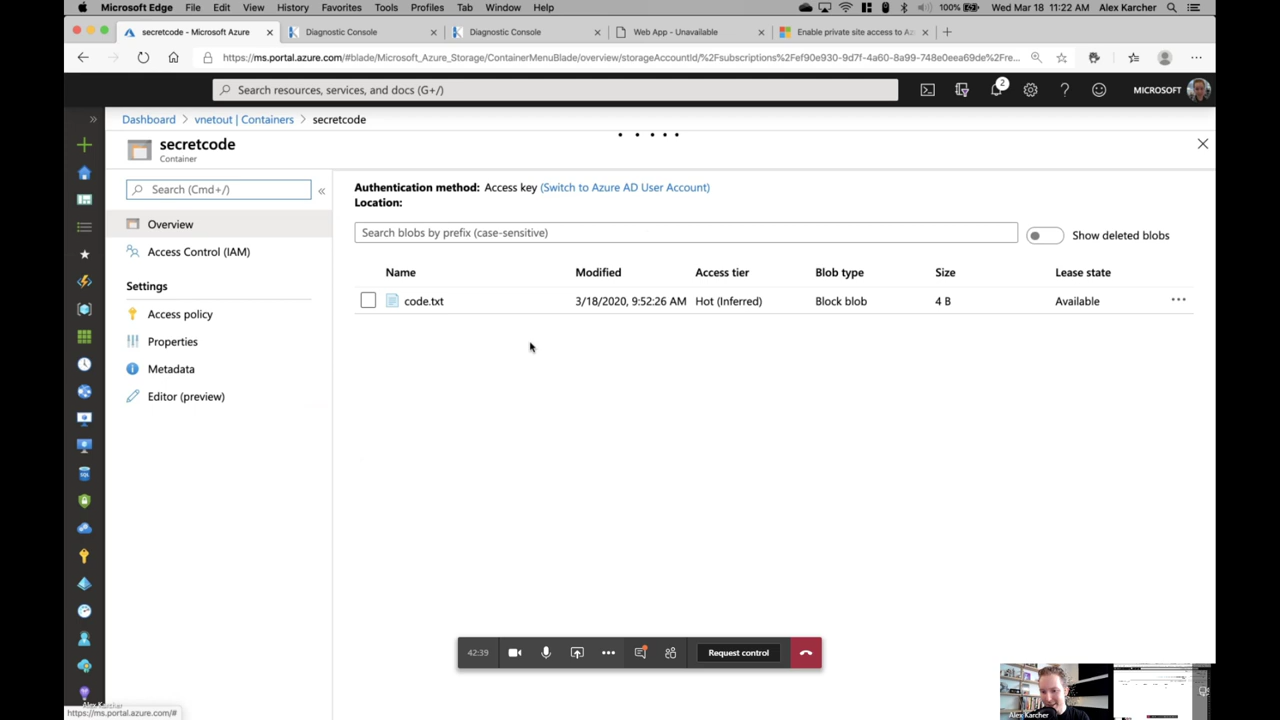 Microsoft Edge File Edit View History Favorites Tools Profiles Tab Window Help 100% Wed Mar 18 11:22 AM Alex Karcher
secretcode - Microsoft Azure Diagnostic Console Diagnostic Console Web App - Unavailable Enable private site access to Az
https://ms.portal.azure.com/#blade/Microsoft_Azure_Storage/ContainerMenuBlade/overview/storageAccountId/%2Fsubscriptions%2Fef90e930-9d7f-4a60-8a99-748e0eea69de%2Fre...
Search resources, services, and docs (G+/) 2 MICROSOFT
Dashboard > vnetout | Containers > secretcode
secretcode
Container
Search (Cmd+/)
Overview
Access Control (IAM)
Settings
Access policy
Properties
Metadata
Editor (preview)
Authentication method: Access key (Switch to Azure AD User Account)
Location:
Search blobs by prefix (case-sensitive) Show deleted blobs
Name Modified Access tier Blob type Size Lease state
code.txt 3/18/2020, 9:52:26 AM Hot (Inferred) Block blob 4 B Available
42:39 Request control
Alex Karcher
https://ms.portal.azure.com/#
Alex Karcher